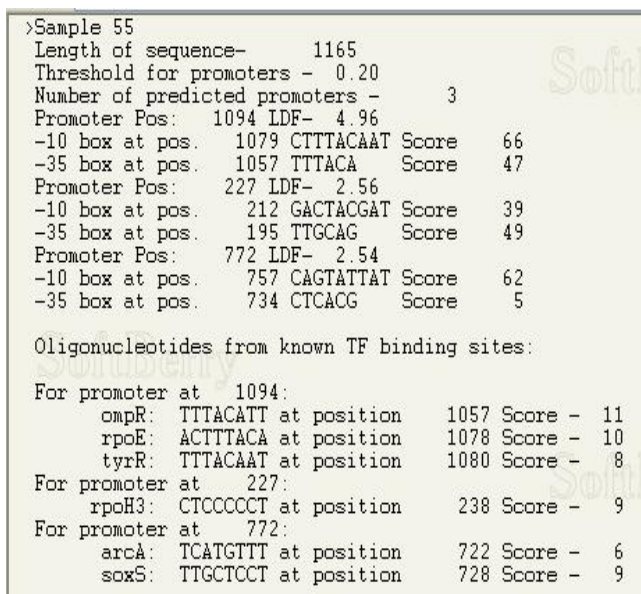 >Sample 55
Length of sequence- 1165
Threshold for promoters - 0.20
Number of predicted promoters - 3
Promoter Pos: 1094 LDF- 4.96
-10 box at pos. 1079 CTTTACAAT Score 66
-35 box at pos. 1057 TTTACA Score 47
Promoter Pos: 227 LDF- 2.56
-10 box at pos. 212 GACTACGAT Score 39
-35 box at pos. 195 TTGCAG Score 49
Promoter Pos: 772 LDF- 2.54
-10 box at pos. 757 CAGTATTAT Score 62
-35 box at pos. 734 CTCACG Score 5
Oligonucleotides from known TF binding sites:
For promoter at 1094:
ompR: TTTACATT at position 1057 Score - 11
rpoE: ACTTTACA at position 1078 Score - 10
tyrR: TTTACAAT at position 1080 Score - 8
For promoter at 227:
rpoH3: CTCCCCCT at position 238 Score - 9
For promoter at 772:
arcA: TCATGTTT at position 722 Score - 6
soxS: TTGCTCCT at position 728 Score - 9
SoftBerry